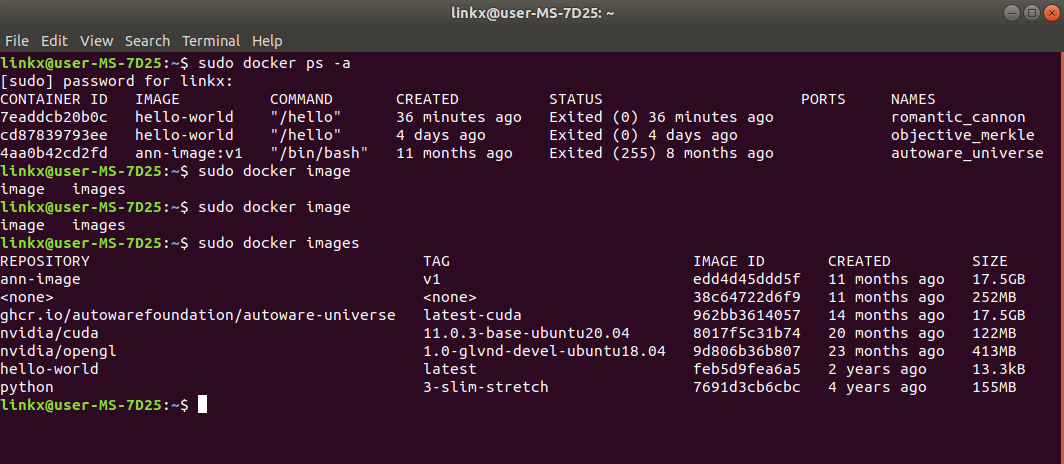 linkx@user-MS-7D25: ~
File Edit View Search Terminal Help
linkx@user-MS-7D25:~$ sudo docker ps -a
[sudo] password for linkx:
CONTAINER ID   IMAGE          COMMAND       CREATED          STATUS                      PORTS     NAMES
7eaddcb20b0c   hello-world    "/hello"      36 minutes ago   Exited (0) 36 minutes ago             romantic_cannon
cd87839793ee   hello-world    "/hello"      4 days ago       Exited (0) 4 days ago                 objective_merkle
4aa0b42cd2fd   ann-image:v1   "/bin/bash"   11 months ago    Exited (255) 8 months ago             autoware_universe
linkx@user-MS-7D25:~$ sudo docker image
image   images
linkx@user-MS-7D25:~$ sudo docker image
image   images
linkx@user-MS-7D25:~$ sudo docker images
REPOSITORY                                     TAG                           IMAGE ID       CREATED         SIZE
ann-image                                      v1                            edd4d45ddd5f   11 months ago   17.5GB
<none>                                         <none>                        38c64722d6f9   11 months ago   252MB
ghcr.io/autowarefoundation/autoware-universe   latest-cuda                   962bb3614057   14 months ago   17.5GB
nvidia/cuda                                    11.0.3-base-ubuntu20.04       8017f5c31b74   20 months ago   122MB
nvidia/opengl                                  1.0-glvnd-devel-ubuntu18.04   9d806b36b807   23 months ago   413MB
hello-world                                    latest                        feb5d9fea6a5   2 years ago     13.3kB
python                                         3-slim-stretch                7691d3cb6cbc   4 years ago     155MB
linkx@user-MS-7D25:~$